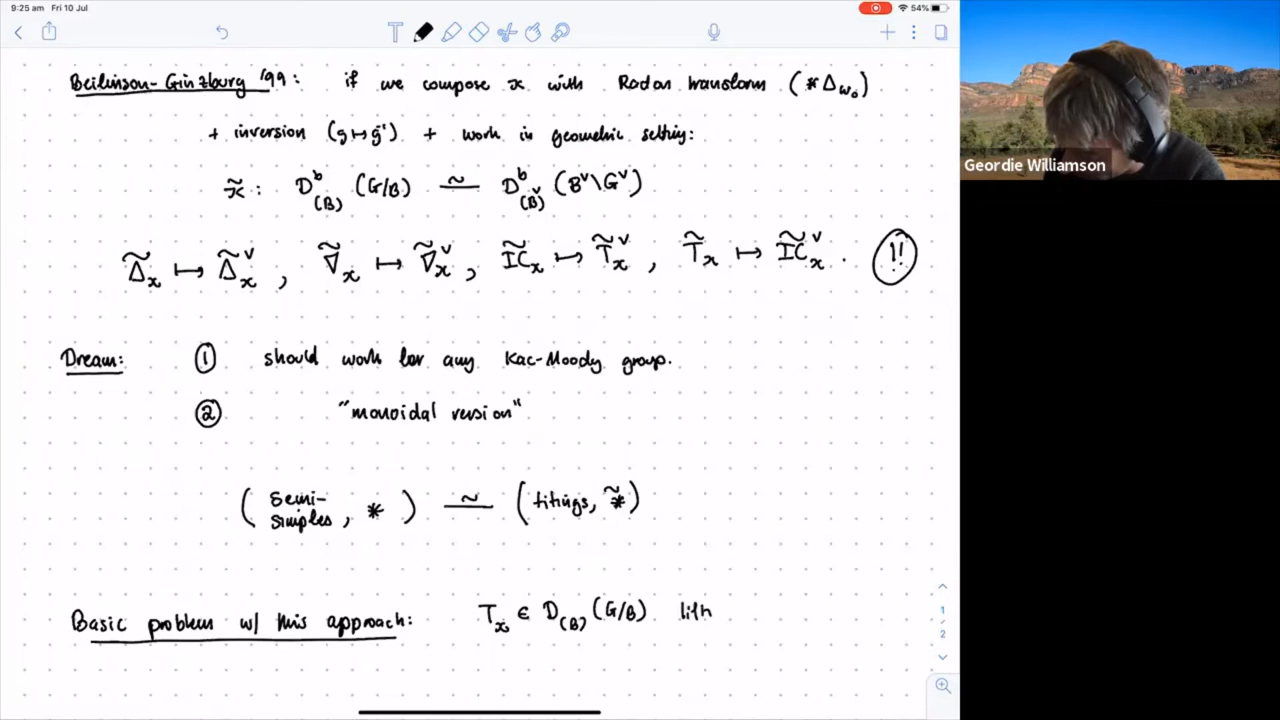 9:25 am Fri 10 Jul
54%
Beilinson-Ginzburg '99: if we compose ϰ with Radon transform (*Δ_{w₀})
+ inversion (g ↦ g⁻¹) + work in geometric setting:
ϰ̃ : D^b_{(B)} (G/B) ≃ D^b_{(B^∨)} (B^∨\G^∨)
Δ̃_x ↦ Δ̃^∨_x , ∇̃_x ↦ ∇̃^∨_x , ĨC_x ↦ T̃^∨_x , T̃_x ↦ ĨC^∨_x . !!
Dream: ① should work for any Kac-Moody group.
② "monoidal version"
( semi-simples, * ) ≃ ( tiltings, *̃ )
Basic problem w/ this approach: T_x ∈ D_{(B)} (G/B)
Geordie Williamson
1
2